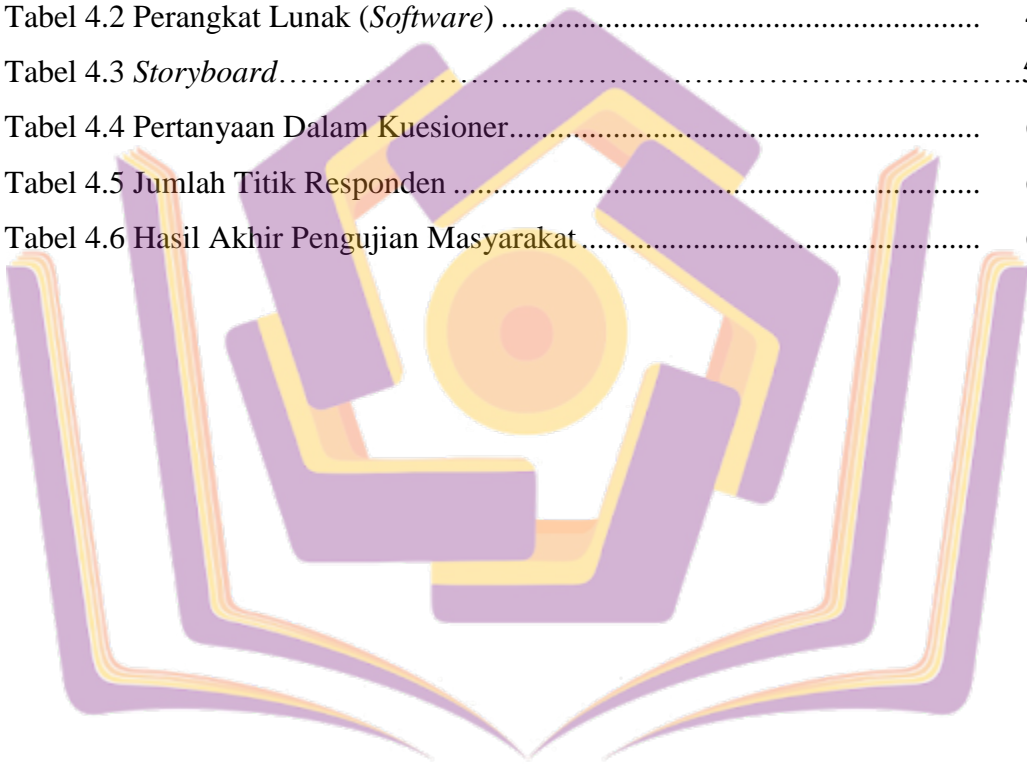 Tabel 4.2 Perangkat Lunak (Software) ..............................................................
Tabel 4.3 Storyboard……………………………………………………………………….
Tabel 4.4 Pertanyaan Dalam Kuesioner.............................................................
Tabel 4.5 Jumlah Titik Responden ....................................................................
Tabel 4.6 Hasil Akhir Pengujian Masyarakat ....................................................